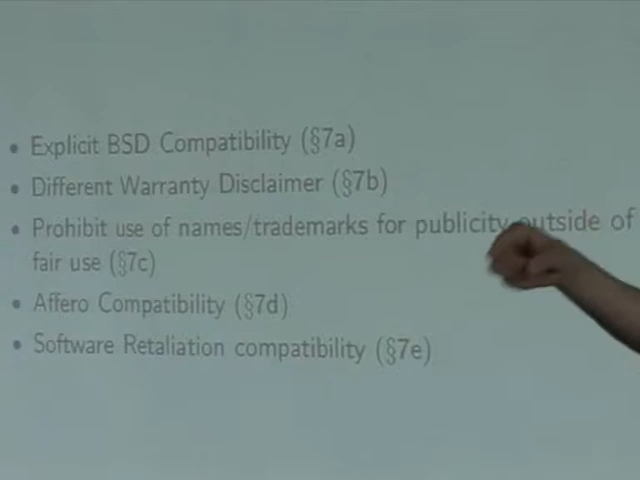 • Explicit BSD Compatibility (§7a)
• Different Warranty Disclaimer (§7b)
• Prohibit use of names/trademarks for publicity outside of
fair use (§7c)
• Affero Compatibility (§7d)
• Software Retaliation compatibility (§7e)